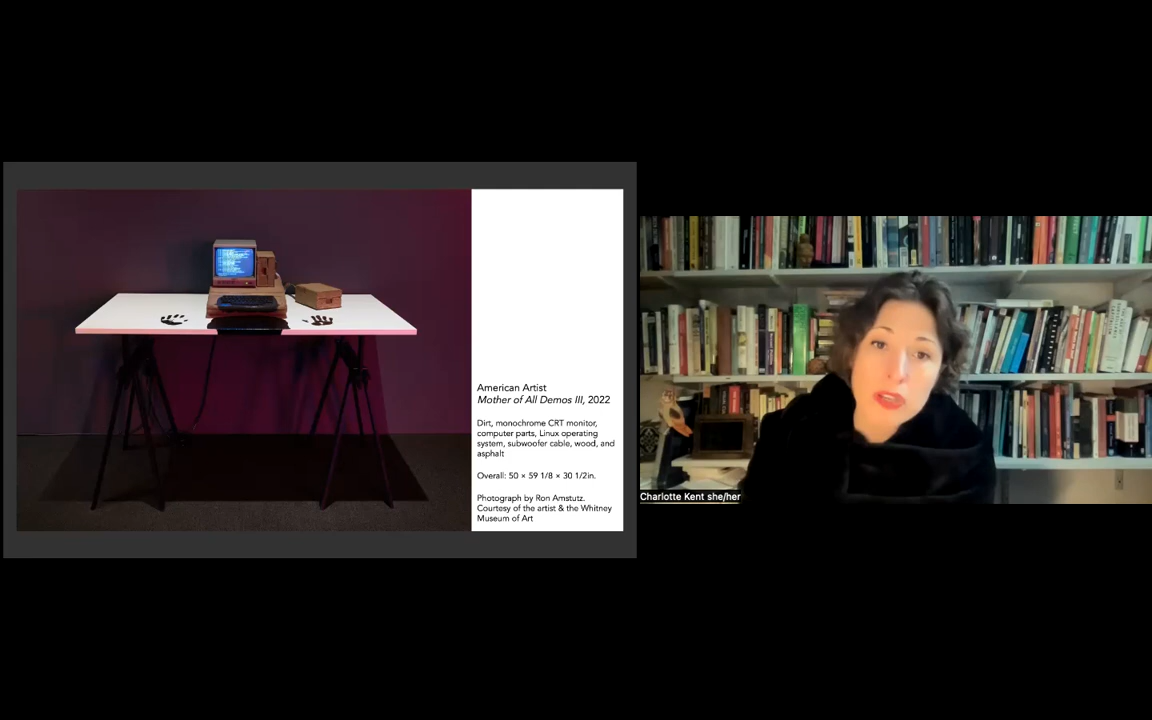 American Artist
Mother of All Demos III, 2022
Dirt, monochrome CRT monitor,
computer parts, Linux operating
system, subwoofer cable, wood, and
asphalt
Overall: 50 × 59 1/8 × 30 1/2in.
Photograph by Ron Amstutz.
Courtesy of the artist & the Whitney
Museum of Art
Charlotte Kent she/her